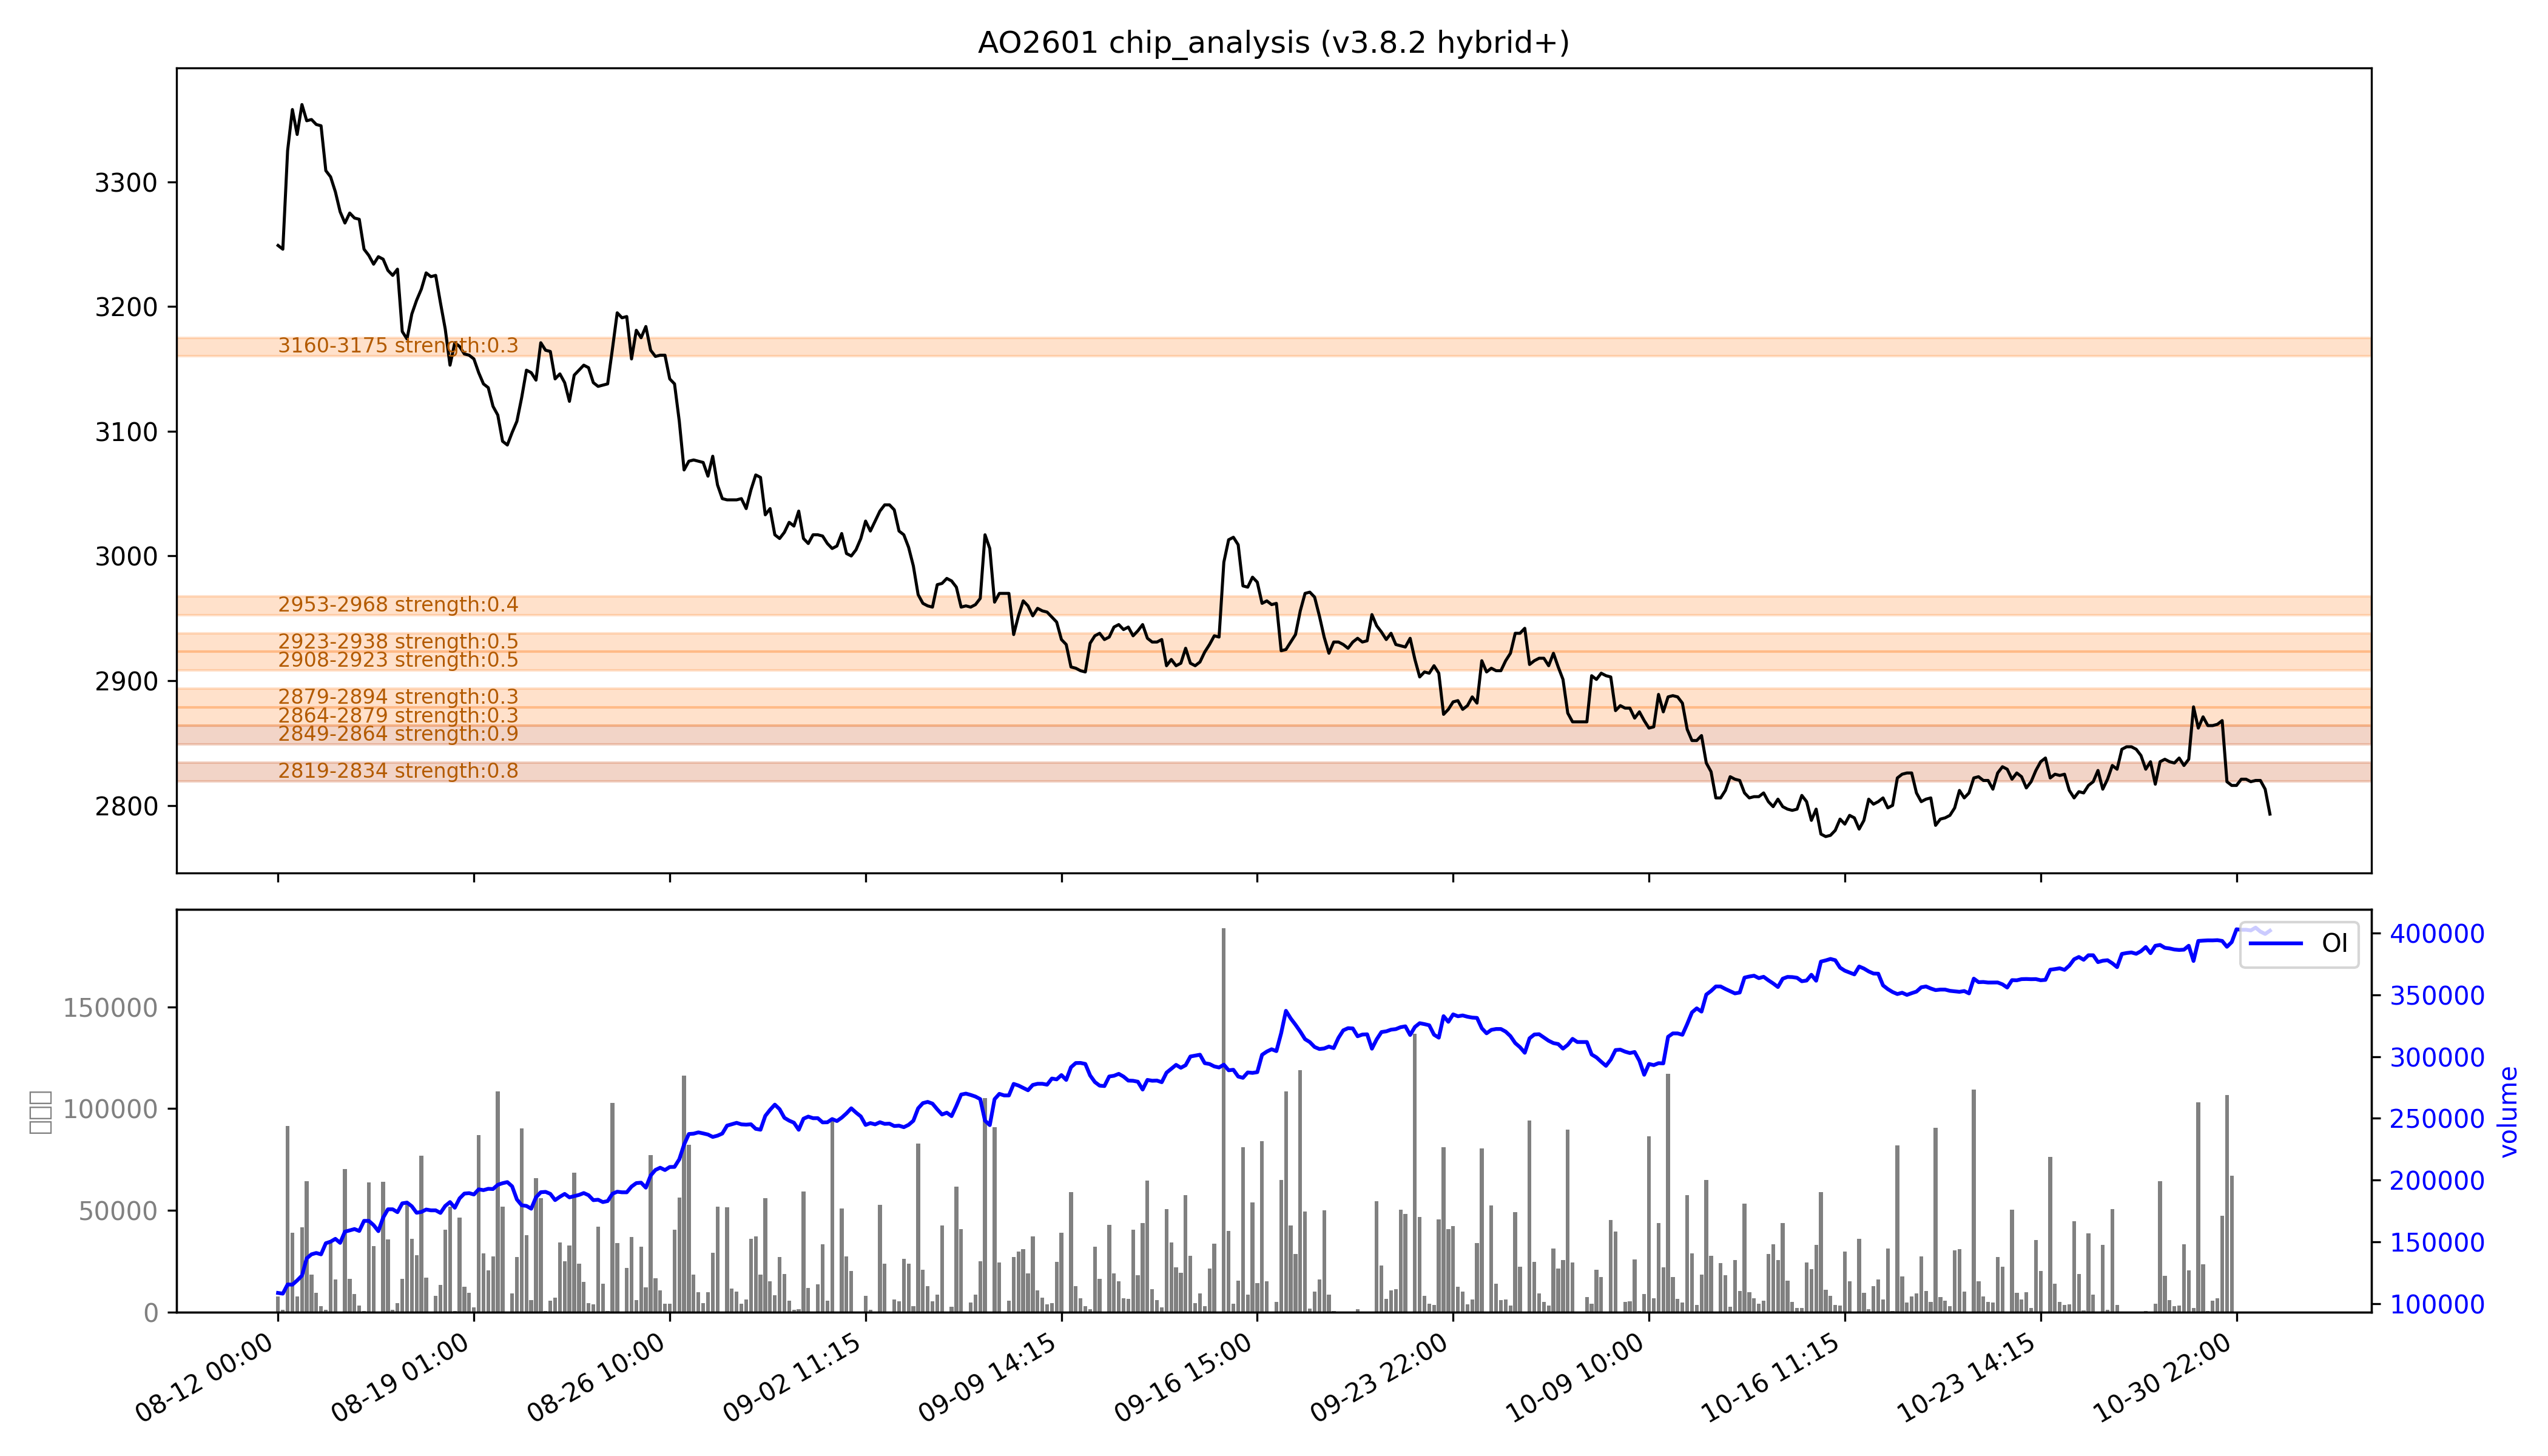 AO2601 chip_analysis (v3.8.2 hybrid+)
3300
3200
3160-3175 strength:0.3
3100
3000
2953-2968 strength:0.4
2923-2938 strength:0.5
2908-2923 strength:0.5
2900
2879-2894 strength:0.3
2864-2879 strength:0.3
2849-2864 strength:0.9
2819-2834 strength:0.8
2800
OI
400000
350000
300000
250000
200000
150000
100000
volume
150000
100000
50000
0
08-12 00:00
08-19 01:00
08-26 10:00
09-02 11:15
09-09 14:15
09-16 15:00
09-23 22:00
10-09 10:00
10-16 11:15
10-23 14:15
10-30 22:00